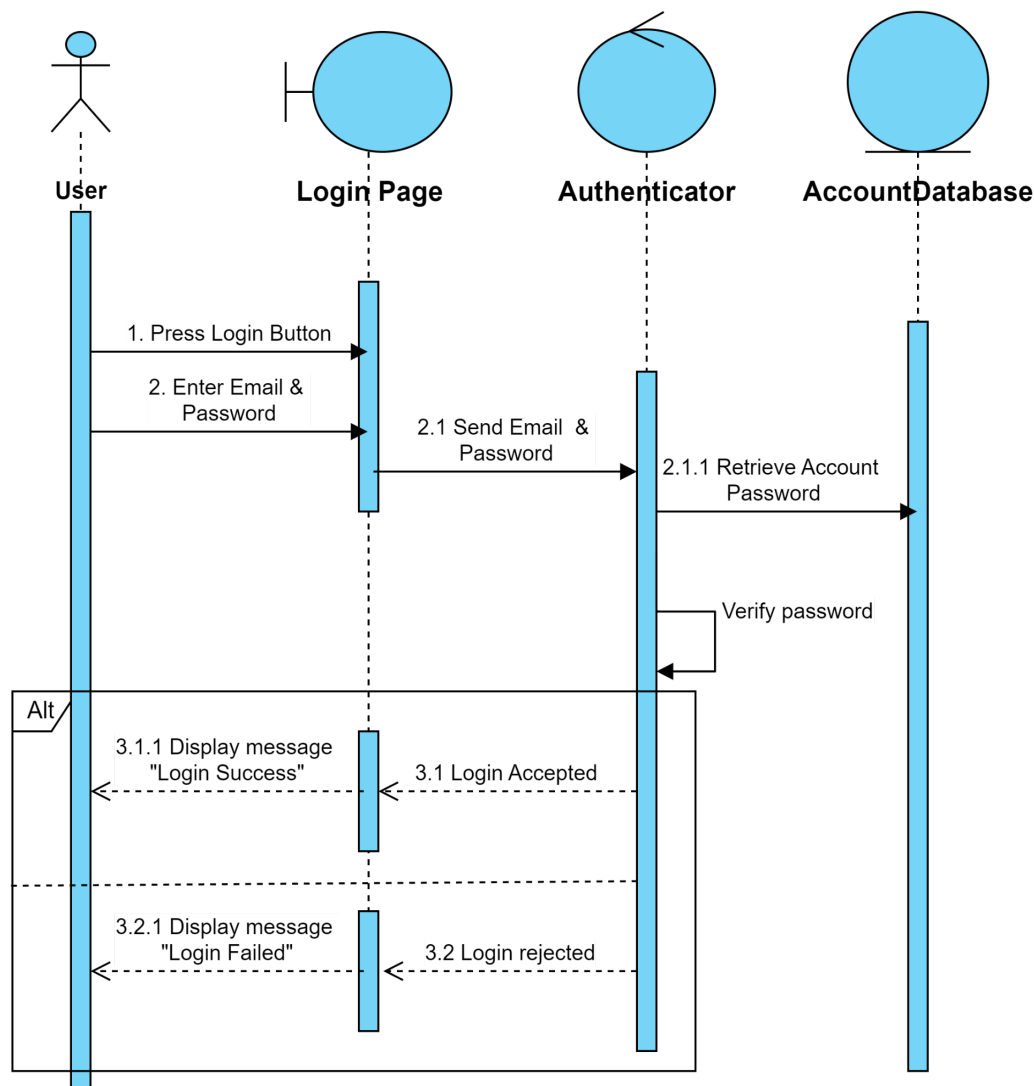 User
Login Page
Authenticator
AccountDatabase
1. Press Login Button
2. Enter Email &
Password
2.1 Send Email &
Password
2.1.1 Retrieve Account
Password
Verify password
Alt
3.1.1 Display message
"Login Success"
3.1 Login Accepted
3.2.1 Display message
"Login Failed"
3.2 Login rejected